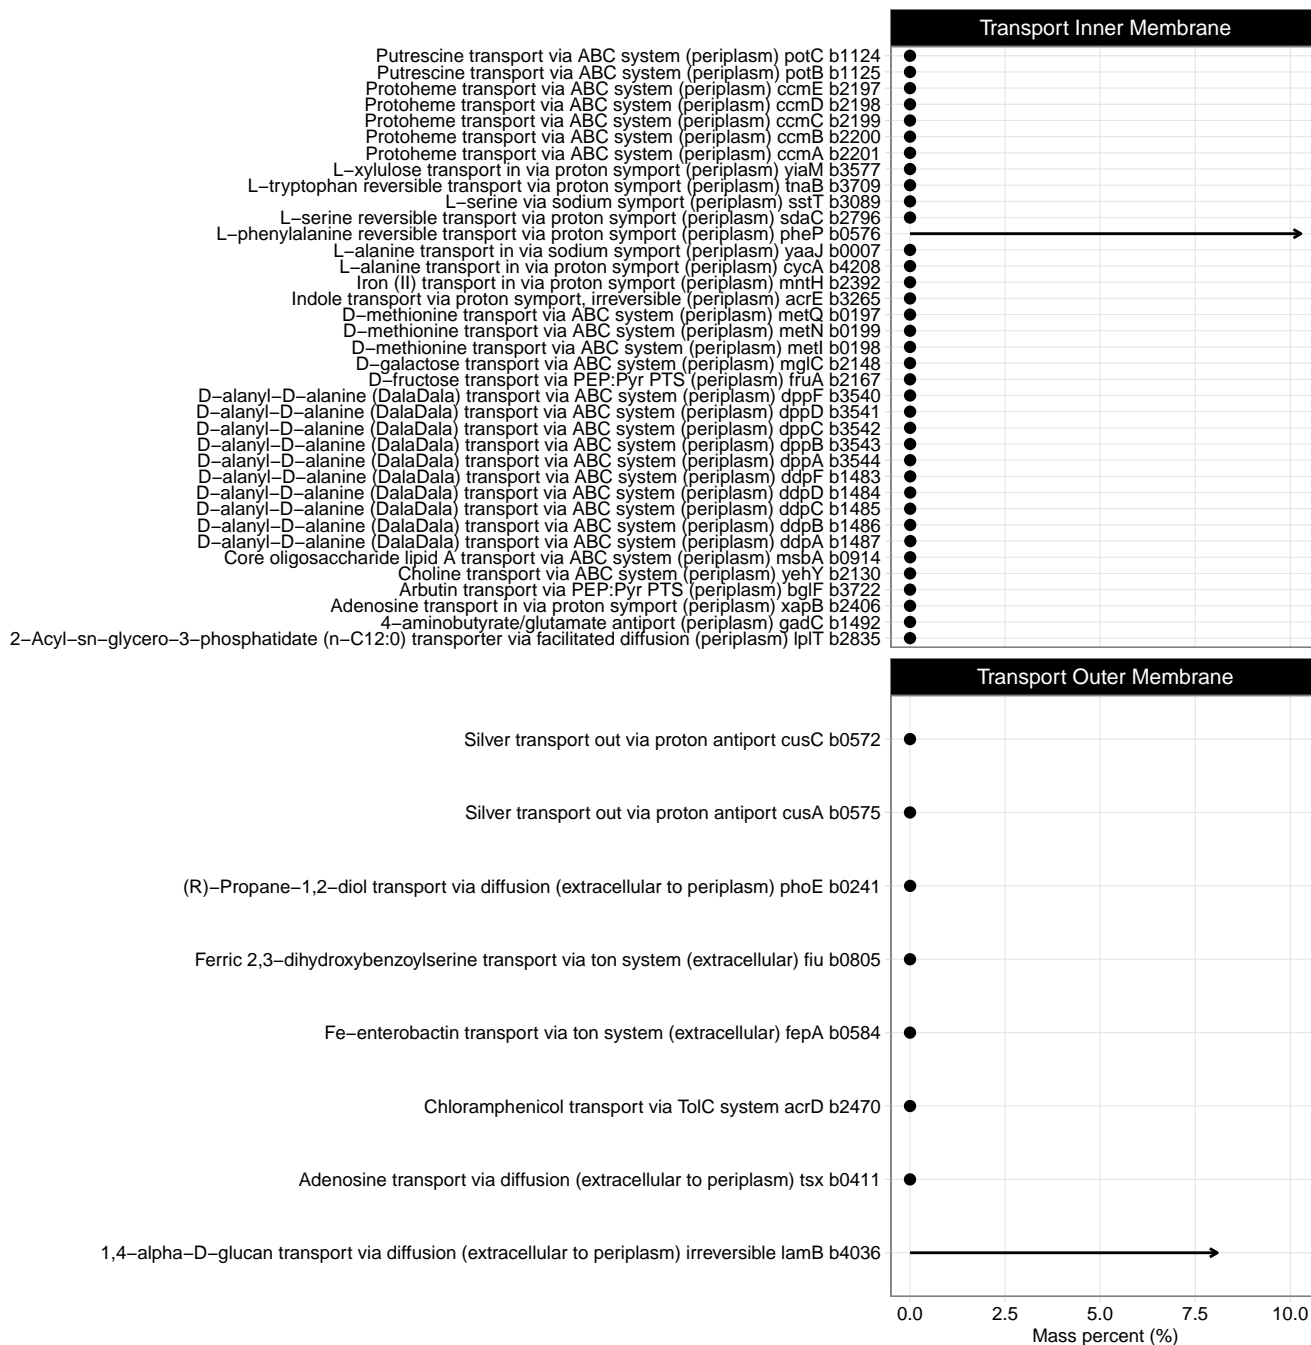 Transport Inner Membrane
Putrescine transport via ABC system (periplasm) potC b1124
Putrescine transport via ABC system (periplasm) potB b1125
Protoheme transport via ABC system (periplasm) ccmE b2197
Protoheme transport via ABC system (periplasm) ccmD b2198
Protoheme transport via ABC system (periplasm) ccmC b2199
Protoheme transport via ABC system (periplasm) ccmB b2200
Protoheme transport via ABC system (periplasm) ccmA b2201
L−xylulose transport in via proton symport (periplasm) yiaM b3577
L−tryptophan reversible transport via proton symport (periplasm) tnaB b3709
L−serine via sodium symport (periplasm) sstT b3089
L−serine reversible transport via proton symport (periplasm) sdaC b2796
L−phenylalanine reversible transport via proton symport (periplasm) pheP b0576
L−alanine transport in via sodium symport (periplasm) yaaJ b0007
L−alanine transport in via proton symport (periplasm) cycA b4208
Iron (II) transport in via proton symport (periplasm) mntH b2392
Indole transport via proton symport, irreversible (periplasm) acrE b3265
D−methionine transport via ABC system (periplasm) metQ b0197
D−methionine transport via ABC system (periplasm) metN b0199
D−methionine transport via ABC system (periplasm) metI b0198
D−galactose transport via ABC system (periplasm) mglC b2148
D−fructose transport via PEP:Pyr PTS (periplasm) fruA b2167
D−alanyl−D−alanine (DalaDala) transport via ABC system (periplasm) dppF b3540
D−alanyl−D−alanine (DalaDala) transport via ABC system (periplasm) dppD b3541
D−alanyl−D−alanine (DalaDala) transport via ABC system (periplasm) dppC b3542
D−alanyl−D−alanine (DalaDala) transport via ABC system (periplasm) dppB b3543
D−alanyl−D−alanine (DalaDala) transport via ABC system (periplasm) dppA b3544
D−alanyl−D−alanine (DalaDala) transport via ABC system (periplasm) ddpF b1483
D−alanyl−D−alanine (DalaDala) transport via ABC system (periplasm) ddpD b1484
D−alanyl−D−alanine (DalaDala) transport via ABC system (periplasm) ddpC b1485
D−alanyl−D−alanine (DalaDala) transport via ABC system (periplasm) ddpB b1486
D−alanyl−D−alanine (DalaDala) transport via ABC system (periplasm) ddpA b1487
Core oligosaccharide lipid A transport via ABC system (periplasm) msbA b0914
Choline transport via ABC system (periplasm) yehY b2130
Arbutin transport via PEP:Pyr PTS (periplasm) bglF b3722
Adenosine transport in via proton symport (periplasm) xapB b2406
4−aminobutyrate/glutamate antiport (periplasm) gadC b1492
2−Acyl−sn−glycero−3−phosphatidate (n−C12:0) transporter via facilitated diffusion (periplasm) lplT b2835
Transport Outer Membrane
Silver transport out via proton antiport cusC b0572
Silver transport out via proton antiport cusA b0575
(R)−Propane−1,2−diol transport via diffusion (extracellular to periplasm) phoE b0241
Ferric 2,3−dihydroxybenzoylserine transport via ton system (extracellular) fiu b0805
Fe−enterobactin transport via ton system (extracellular) fepA b0584
Chloramphenicol transport via TolC system acrD b2470
Adenosine transport via diffusion (extracellular to periplasm) tsx b0411
1,4−alpha−D−glucan transport via diffusion (extracellular to periplasm) irreversible lamB b4036
0.0 2.5 5.0 7.5 10.0
Mass percent (%)